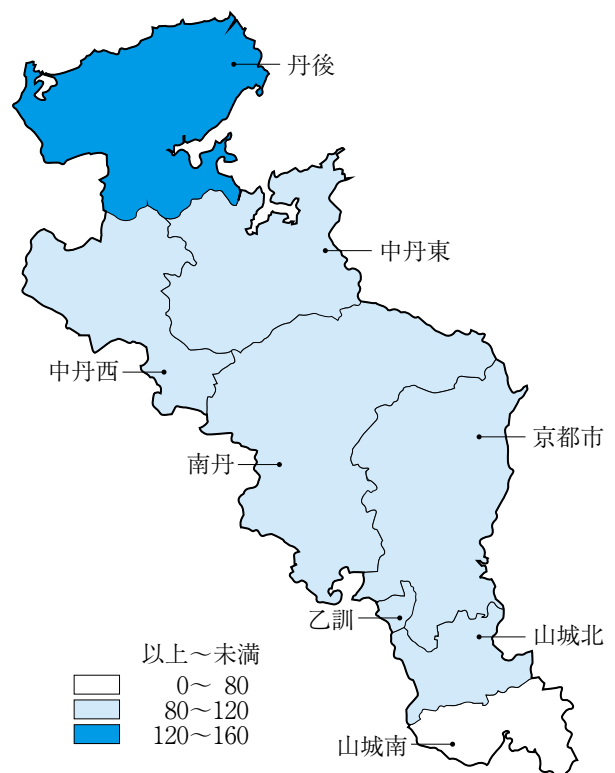 丹後
中丹東
中丹西
京都市
南丹
乙訓
山城北
以上～未満
0～ 80
80～120
120～160
山城南